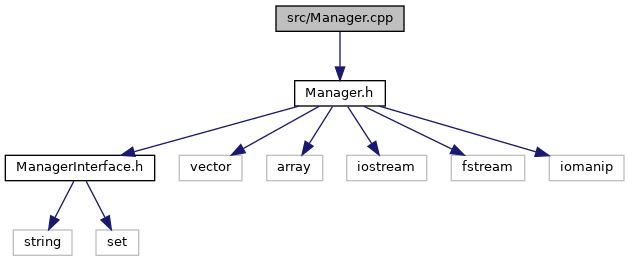 src/Manager.cpp
Manager.h
ManagerInterface.h
vector
array
iostream
fstream
iomanip
string
set